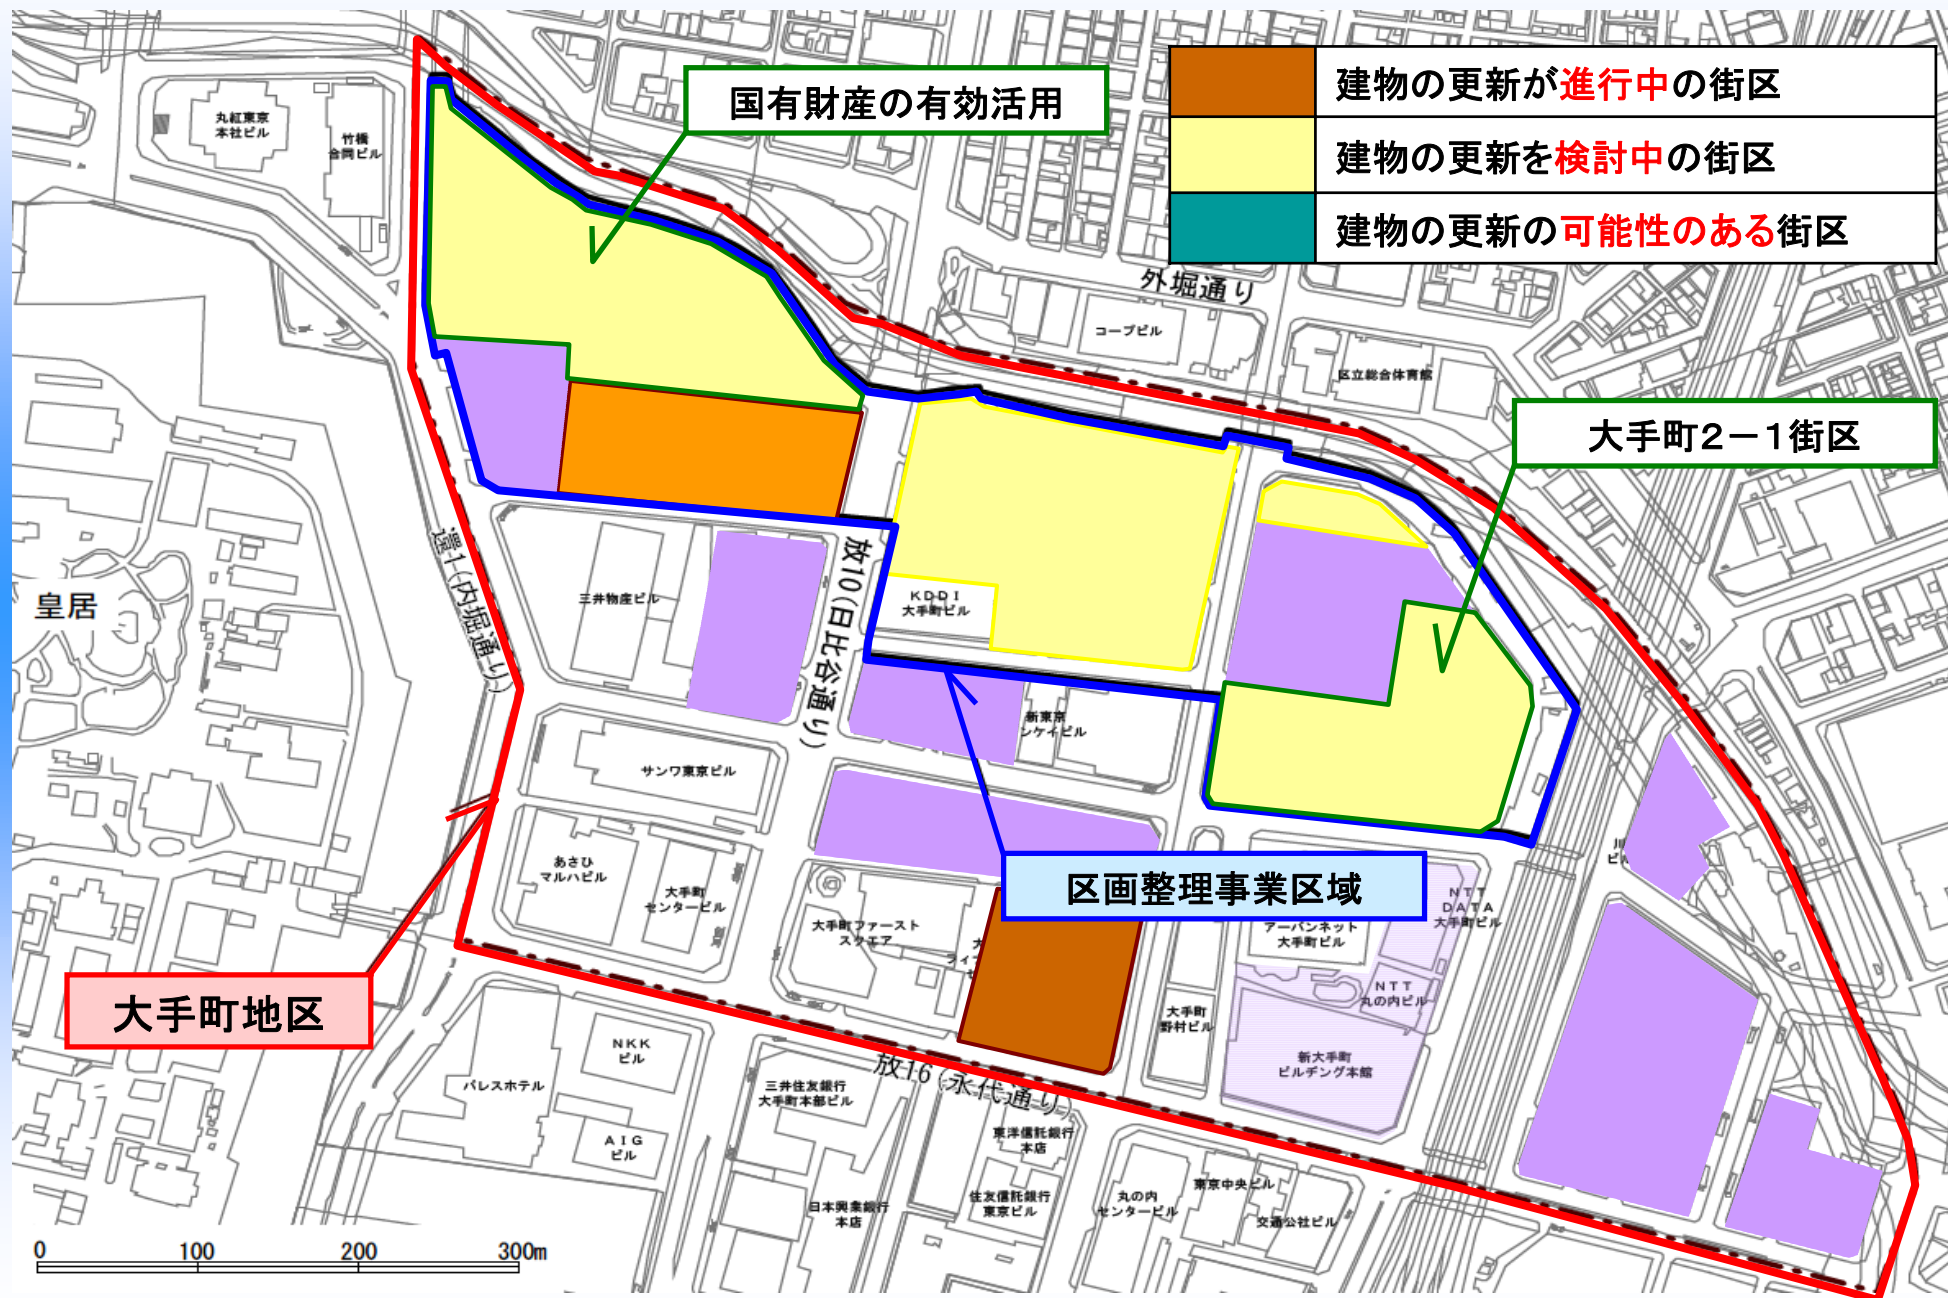 国有財産の有効活用
建物の更新が進行中の街区
建物の更新を検討中の街区
建物の更新の可能性のある街区
丸紅東京
本社ビル
竹橋
合同ビル
外堀通り
コープビル
区立総合体育館
大手町2－1街区
皇居
環1(内堀通り)
三井物産ビル
放10(日比谷通り)
KDDI
大手町ビル
新東京
ンケイビル
サンワ東京ビル
あさひ
マルハビル
大手町
センタービル
大手町ファースト
スクエア
大
ライフ
区画整理事業区域
アーバンネット
大手町ビル
NTT
DATA
大手町ビル
川
ビル
大手町地区
NTT
丸の内ビル
大手町
野村ビル
新大手町
ビルヂング本館
パレスホテル
NKK
ビル
AIG
ビル
放16(永代通り)
三井住友銀行
大手町本部ビル
東洋信託銀行
本店
日本興業銀行
本店
住友信託銀行
東京ビル
丸の内
センタービル
東京中央ビル
交通公社ビル
0 100 200 300m